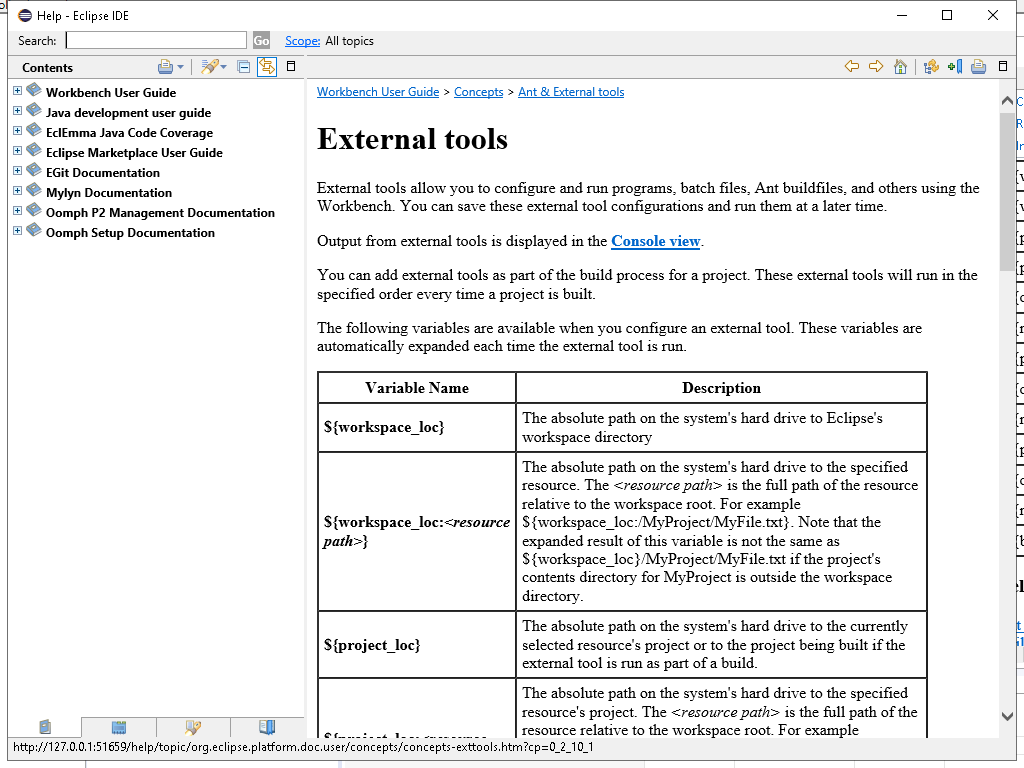 Help - Eclipse IDE
Search:
Go
Scope: All topics
Contents
Workbench User Guide
Java development user guide
EclEmma Java Code Coverage
Eclipse Marketplace User Guide
EGit Documentation
Mylyn Documentation
Oomph P2 Management Documentation
Oomph Setup Documentation
Workbench User Guide > Concepts > Ant & External tools
External tools
External tools allow you to configure and run programs, batch files, Ant buildfiles, and others using the
Workbench. You can save these external tool configurations and run them at a later time.
Output from external tools is displayed in the Console view.
You can add external tools as part of the build process for a project. These external tools will run in the
specified order every time a project is built.
The following variables are available when you configure an external tool. These variables are
automatically expanded each time the external tool is run.
Variable Name
Description
${workspace_loc}
The absolute path on the system's hard drive to Eclipse's
workspace directory
${workspace_loc:<resource
path>}
The absolute path on the system's hard drive to the specified
resource. The <resource path> is the full path of the resource
relative to the workspace root. For example
${workspace_loc:/MyProject/MyFile.txt}. Note that the
expanded result of this variable is not the same as
${workspace_loc}/MyProject/MyFile.txt if the project's
contents directory for MyProject is outside the workspace
directory.
${project_loc}
The absolute path on the system's hard drive to the currently
selected resource's project or to the project being built if the
external tool is run as part of a build.
${project_loc:<resource
The absolute path on the system's hard drive to the specified
resource's project. The <resource path> is the full path of the
resource relative to the workspace root. For example
http://127.0.0.1:51659/help/topic/org.eclipse.platform.doc.user/concepts/concepts-exttools.htm?cp=0_2_10_1